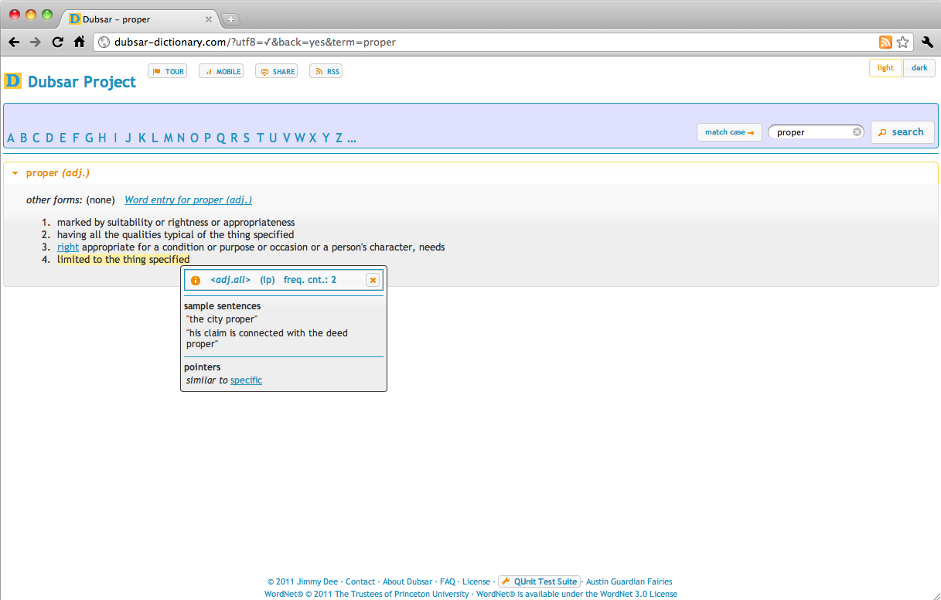 Dubsar - proper
dubsar-dictionary.com/?utf8=✓&back=yes&term=proper
D Dubsar Project
TOUR MOBILE SHARE RSS
light dark
A B C D E F G H I J K L M N O P Q R S T U V W X Y Z ...
match case → proper search
proper (adj.)
other forms: (none) Word entry for proper (adj.)
1. marked by suitability or rightness or appropriateness
2. having all the qualities typical of the thing specified
3. right appropriate for a condition or purpose or occasion or a person's character, needs
4. limited to the thing specified
<adj.all> (ip) freq. cnt.: 2
sample sentences
"the city proper"
"his claim is connected with the deed
proper"
pointers
similar to specific
© 2011 Jimmy Dee · Contact · About Dubsar · FAQ · License · QUnit Test Suite · Austin Guardian Fairies
WordNet® © 2011 The Trustees of Princeton University · WordNet® is available under the WordNet 3.0 License